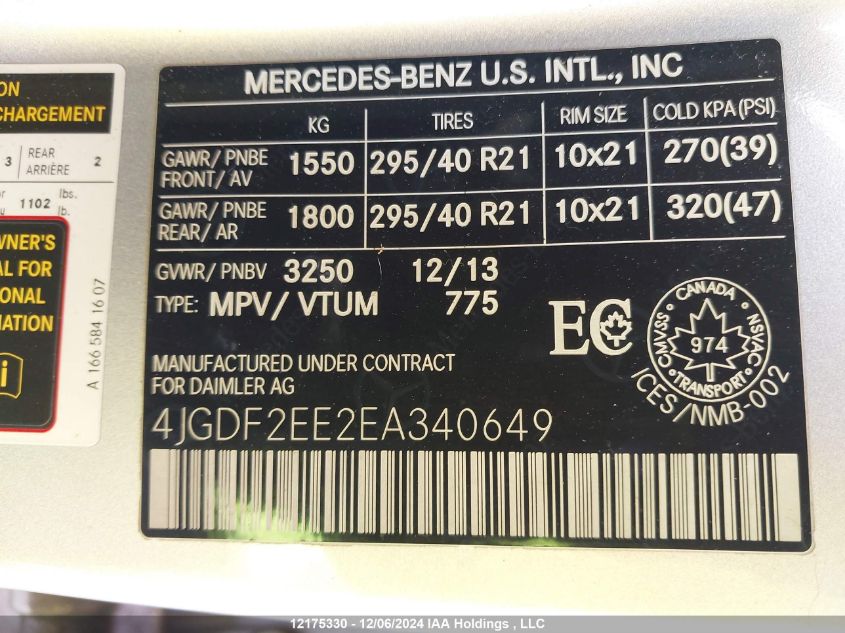 ON
CHARGEMENT
3 REAR ARRIÈRE 2
1102 lbs. lb.
WNER'S
AL FOR
ONAL
MATION
i
A 166 584 16 07
MERCEDES-BENZ U.S. INTL., INC
KG TIRES RIM SIZE COLD KPA (PSI)
GAWR/ PNBE FRONT/ AV 1550 295/40 R21 10x21 270(39)
GAWR/ PNBE REAR/ AR 1800 295/40 R21 10x21 320(47)
GVWR/ PNBV 3250 12/13
TYPE: MPV/ VTUM 775
EC
CANADA
CMVSS NSVAC
974
TRANSPORT
ICES/NMB-002
MANUFACTURED UNDER CONTRACT
FOR DAIMLER AG
4JGDF2EE2EA340649
12175330 - 12/06/2024 IAA Holdings , LLC